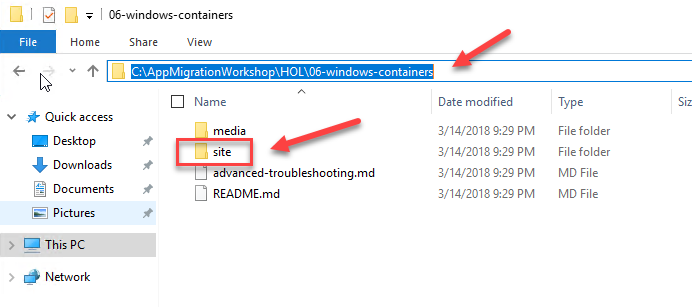 06-windows-containers
File Home Share View
C:\AppMigrationWorkshop\HOL\06-windows-containers
Name Date modified Type
Quick access
media 3/14/2018 9:29 PM File folder
Desktop
site 3/14/2018 9:29 PM File folder
Downloads
advanced-troubleshooting.md 3/14/2018 9:29 PM MD File
Documents
README.md 3/14/2018 9:29 PM MD File
Pictures
This PC
Network